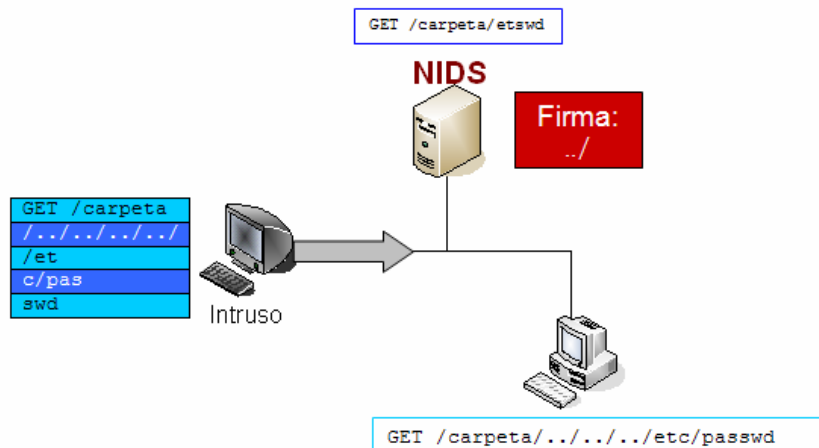 GET /carpeta/etswd
NIDS
Firma:
../
GET /carpeta
/../../../../
/et
c/pas
swd
Intruso
GET /carpeta/../../../etc/passwd